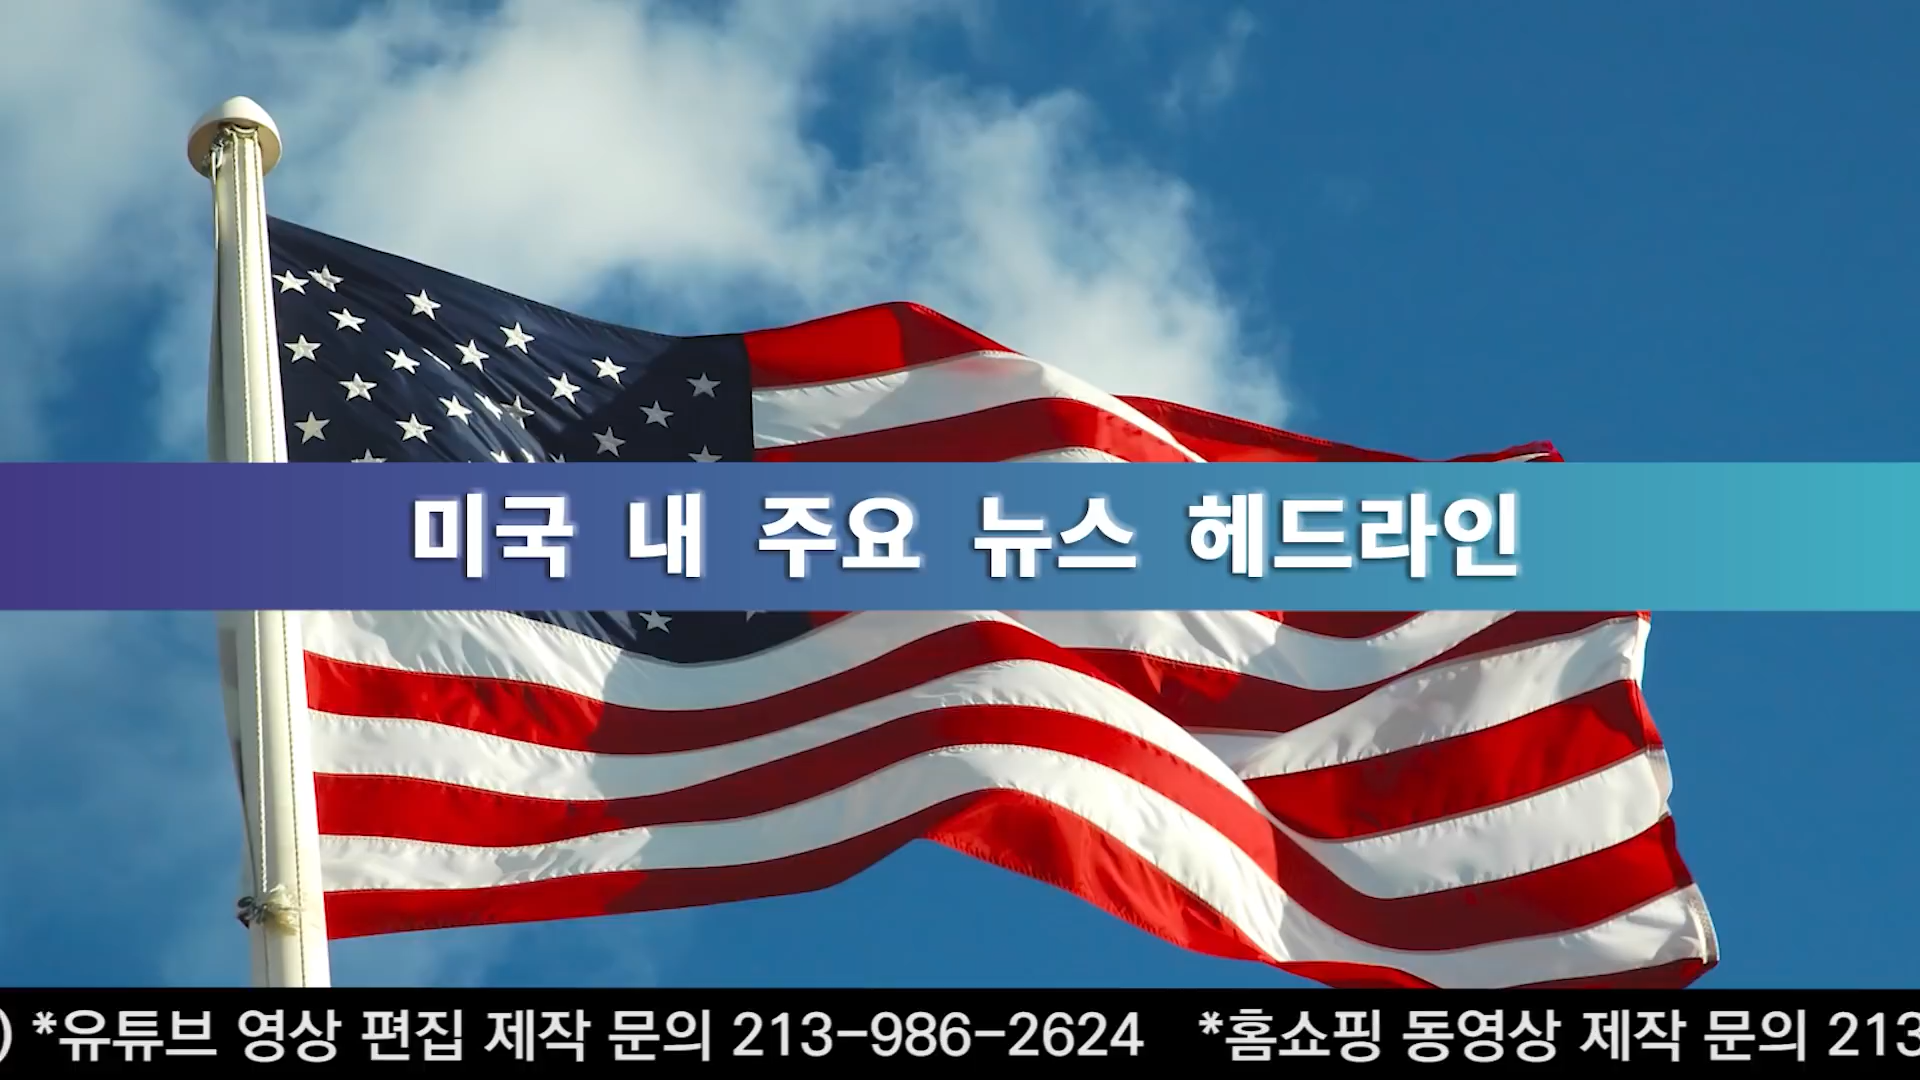 미국 내 주요 뉴스 헤드라인
) *유튜브 영상 편집 제작 문의 213-986-2624 *홈쇼핑 동영상 제작 문의 213